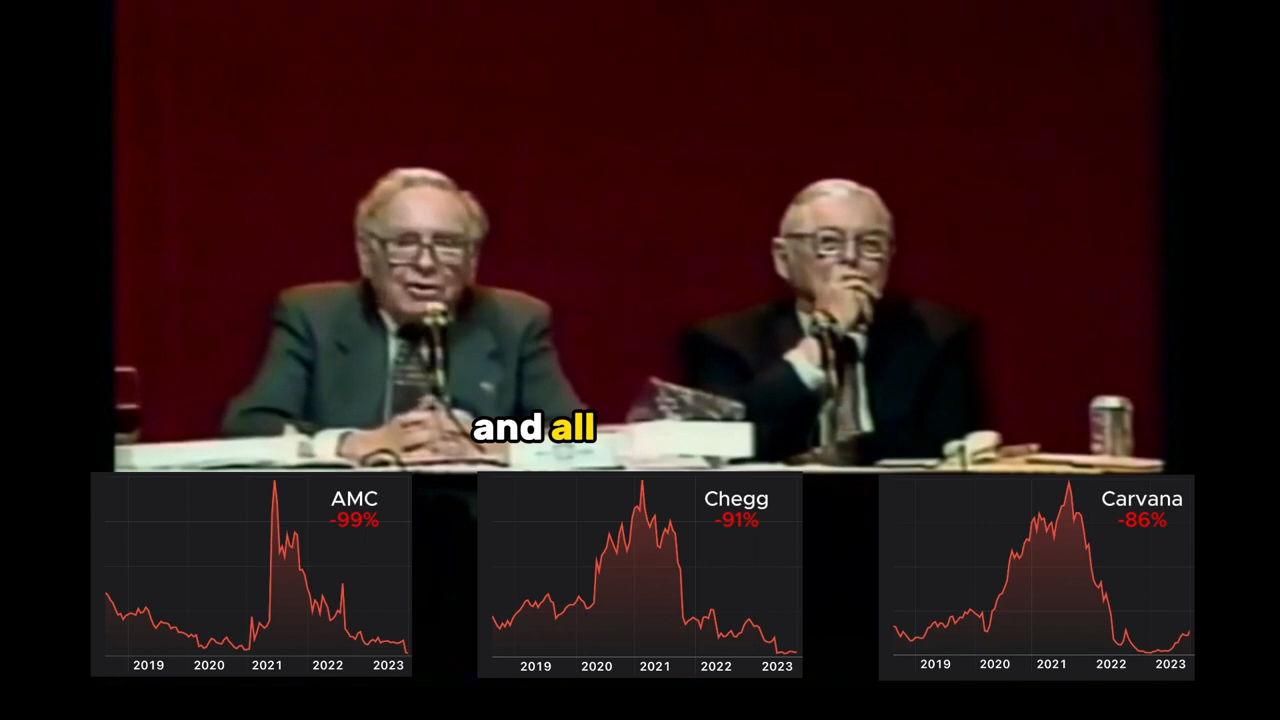 and all
AMC
-99%
2019 2020 2021 2022 2023
Chegg
-91%
2019 2020 2021 2022 2023
Carvana
-86%
2019 2020 2021 2022 2023